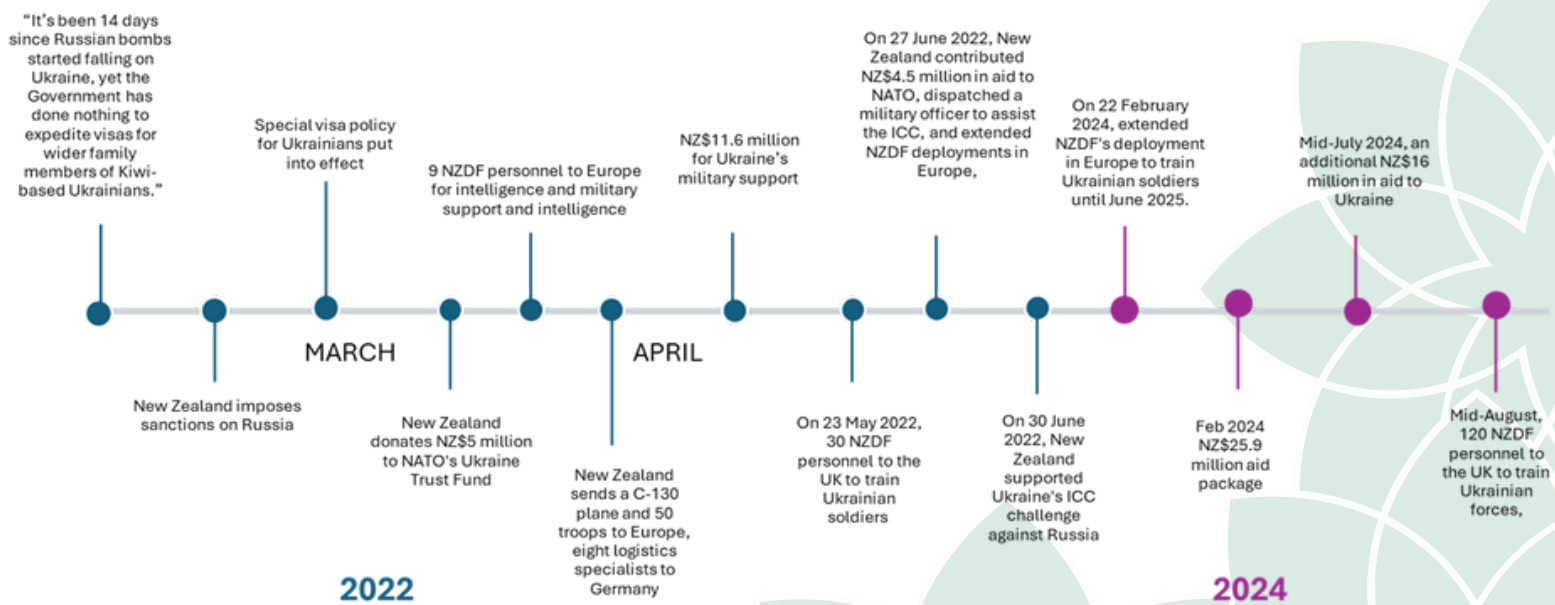 “It’s been 14 days
since Russian bombs
started falling on
Ukraine, yet the
Government has
done nothing to
expedite visas for
wider family
members of Kiwi-
based Ukrainians.”
New Zealand imposes
sanctions on Russia
Special visa policy
for Ukrainians put
into effect
MARCH
New Zealand
donates NZ$5 million
to NATO's Ukraine
Trust Fund
9 NZDF personnel to Europe
for intelligence and military
support and intelligence
New Zealand
sends a C-130
plane and 50
troops to Europe,
eight logistics
specialists to
Germany
APRIL
NZ$11.6 million
for Ukraine’s
military support
On 23 May 2022,
30 NZDF
personnel to the
UK to train
Ukrainian
soldiers
On 27 June 2022, New
Zealand contributed
NZ$4.5 million in aid to
NATO, dispatched a
military officer to assist
the ICC, and extended
NZDF deployments in
Europe,
On 30 June
2022, New
Zealand
supported
Ukraine's ICC
challenge
against Russia
On 22 February
2024, extended
NZDF's deployment
in Europe to train
Ukrainian soldiers
until June 2025.
Feb 2024
NZ$25.9
million aid
package
Mid-July 2024, an
additional NZ$16
million in aid to
Ukraine
Mid-August,
120 NZDF
personnel to
the UK to train
Ukrainian
forces,
2022
2024